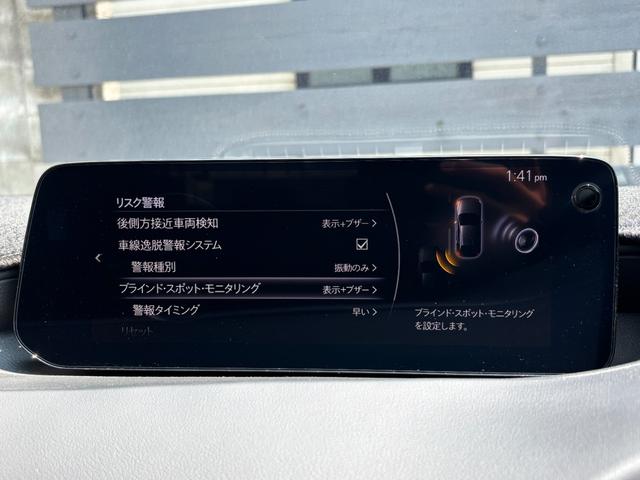 1:41 pm
リスク警報
後側方接近車両検知 表示+ブザー
車線逸脱警報システム
警報種別 振動のみ
ブラインド・スポット・モニタリング 表示+ブザー
警報タイミング 早い
リセット
ブラインド・スポット・モニタリング
を設定します。